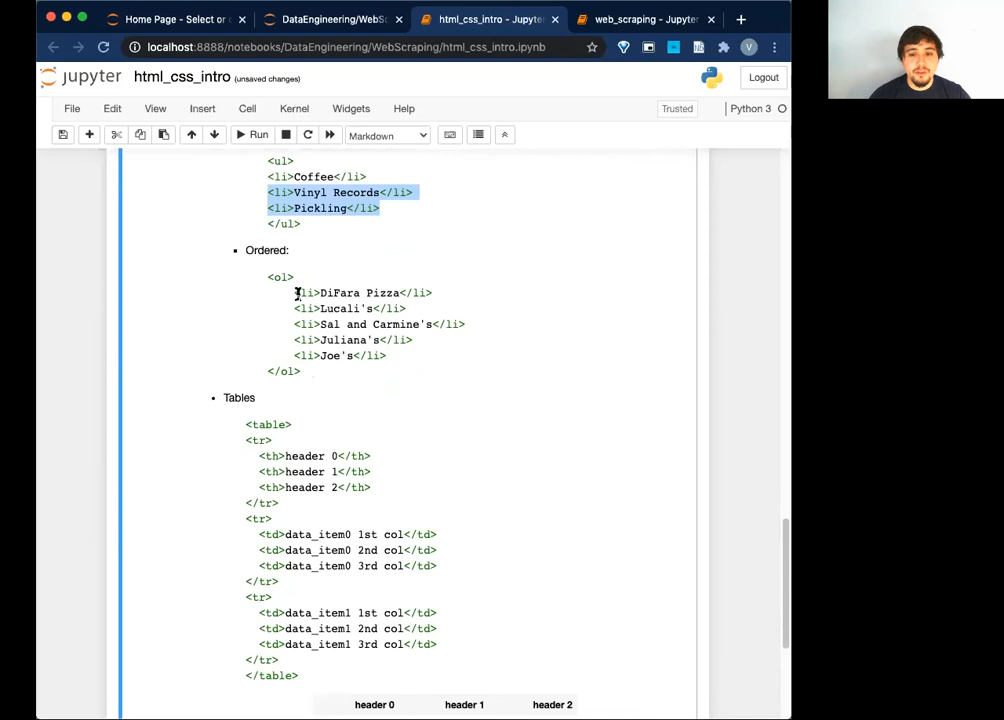 Home Page - Select or c
DataEngineering/WebSc
html_css_intro - Jupyter
web_scraping - Jupyter
localhost:8888/notebooks/DataEngineering/WebScraping/html_css_intro.ipynb
V
jupyter html_css_intro (unsaved changes)
Logout
File Edit View Insert Cell Kernel Widgets Help
Trusted
Python 3
Run
Markdown
<ul>
<li>Coffee</li>
<li>Vinyl Records</li>
<li>Pickling</li>
</ul>
Ordered:
<ol>
<li>DiFara Pizza</li>
<li>Lucali's</li>
<li>Sal and Carmine's</li>
<li>Juliana's</li>
<li>Joe's</li>
</ol>
Tables
<table>
<tr>
<th>header 0</th>
<th>header 1</th>
<th>header 2</th>
</tr>
<tr>
<td>data_item0 1st col</td>
<td>data_item0 2nd col</td>
<td>data_item0 3rd col</td>
</tr>
<tr>
<td>data_item1 1st col</td>
<td>data_item1 2nd col</td>
<td>data_item1 3rd col</td>
</tr>
</table>
header 0 header 1 header 2